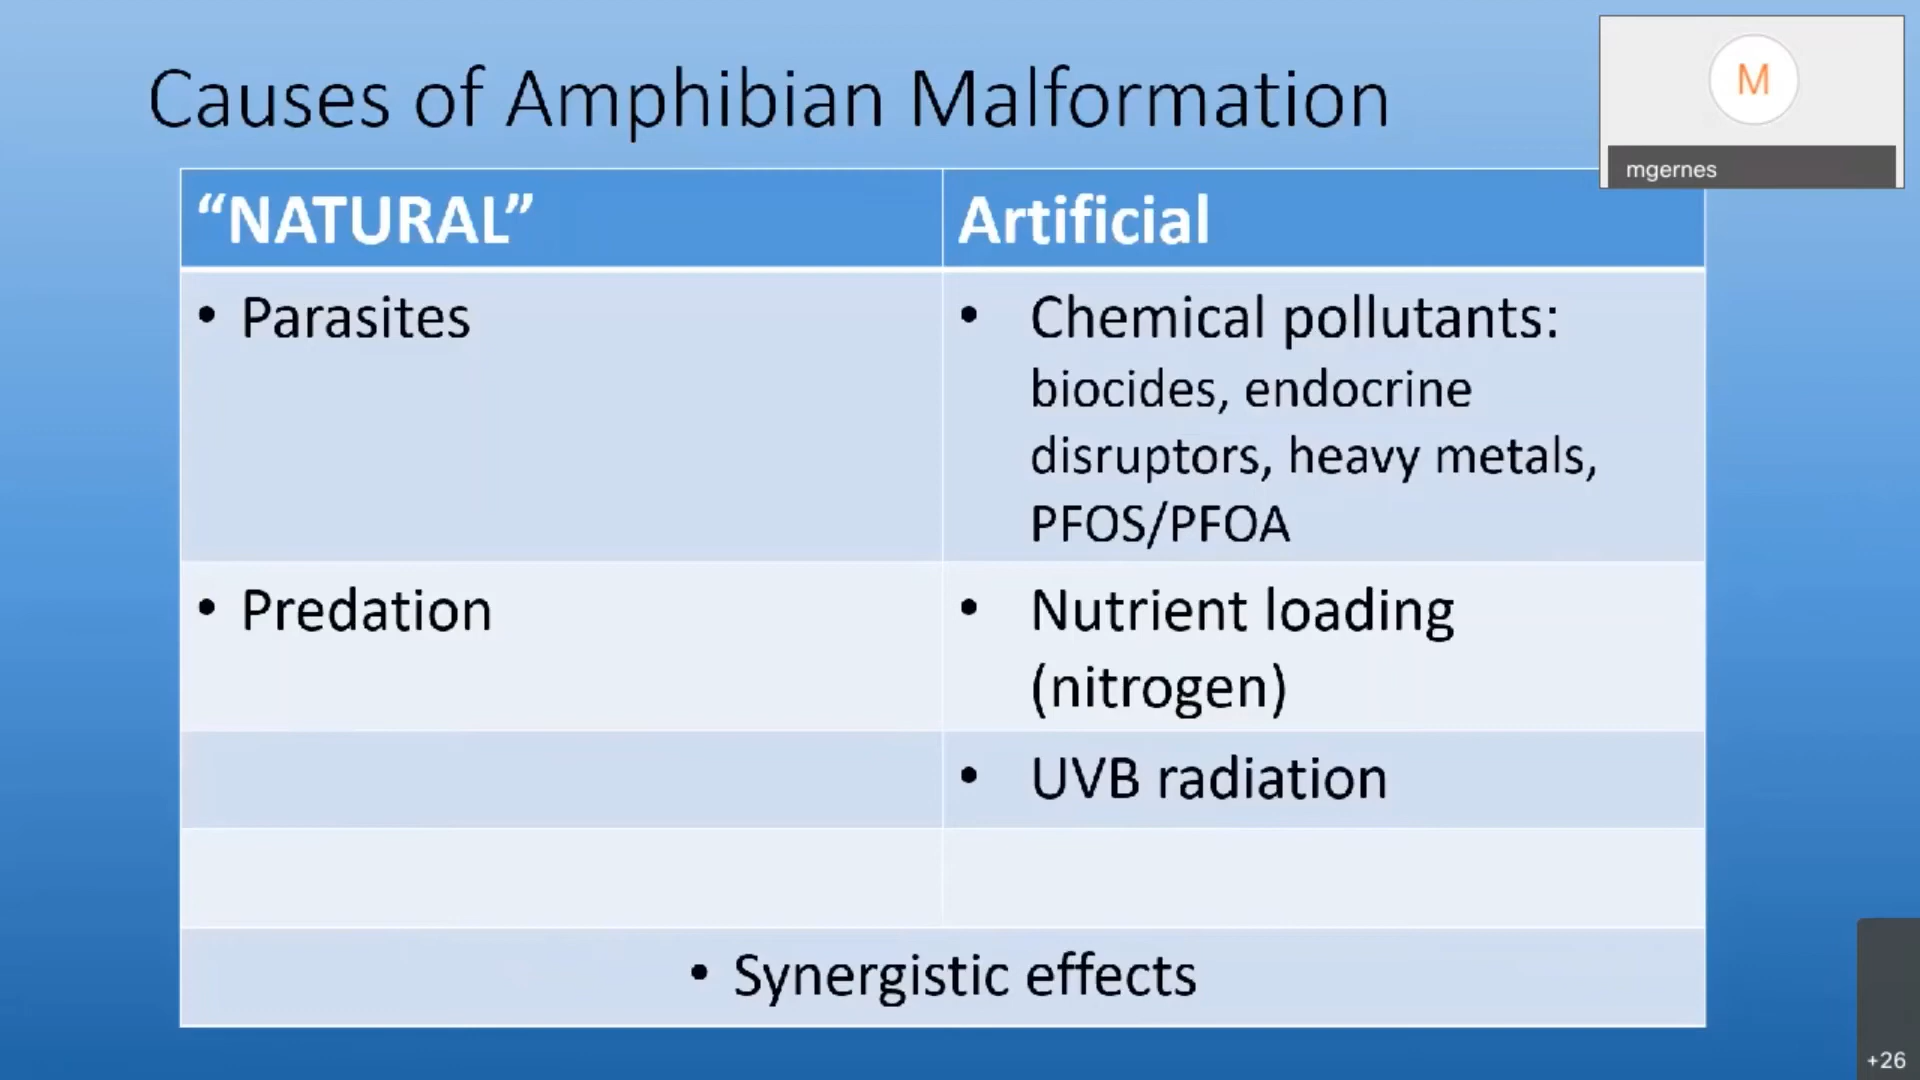 Causes of Amphibian Malformation
M
mgernes
“NATURAL”
Artificial
• Parasites
• Chemical pollutants:
biocides, endocrine
disruptors, heavy metals,
PFOS/PFOA
• Predation
• Nutrient loading
(nitrogen)
• UVB radiation
• Synergistic effects
+26